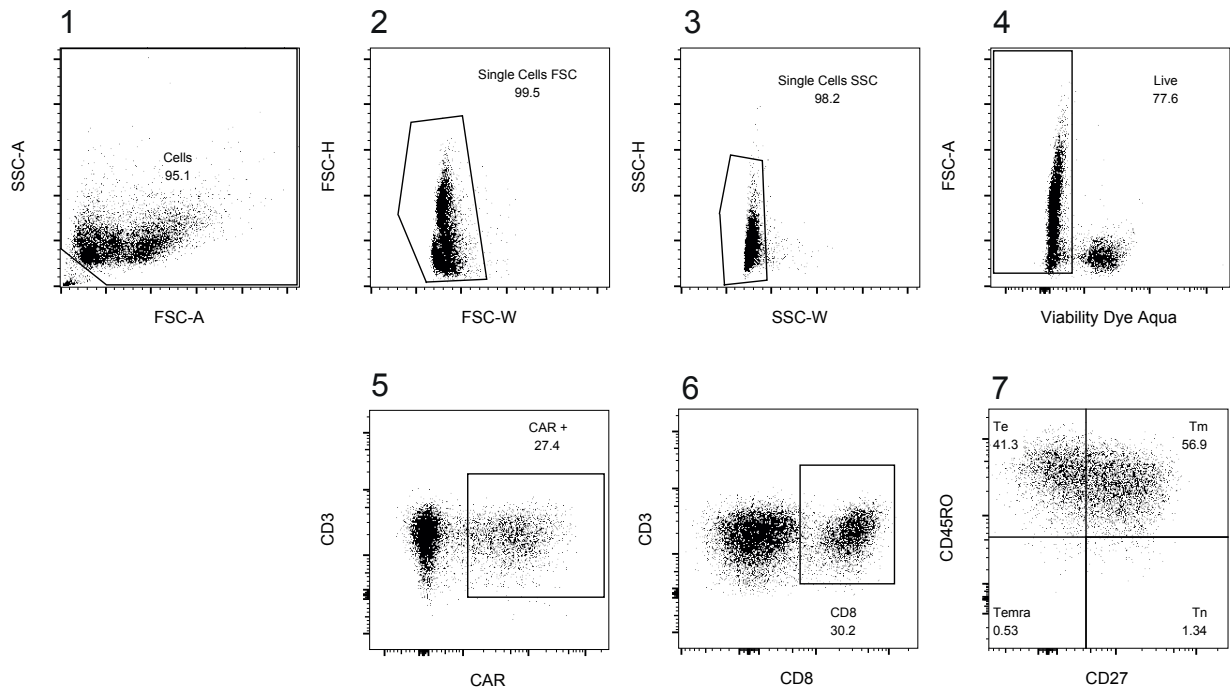 1
SSC-A
Cells
95.1
FSC-A
2
FSC-H
Single Cells FSC
99.5
FSC-W
3
SSC-H
Single Cells SSC
98.2
SSC-W
4
FSC-A
Live
77.6
Viability Dye Aqua
5
CD3
CAR +
27.4
CAR
6
CD3
CD8
30.2
CD8
7
CD45RO
Te
41.3
Tm
56.9
Temra
0.53
Tn
1.34
CD27